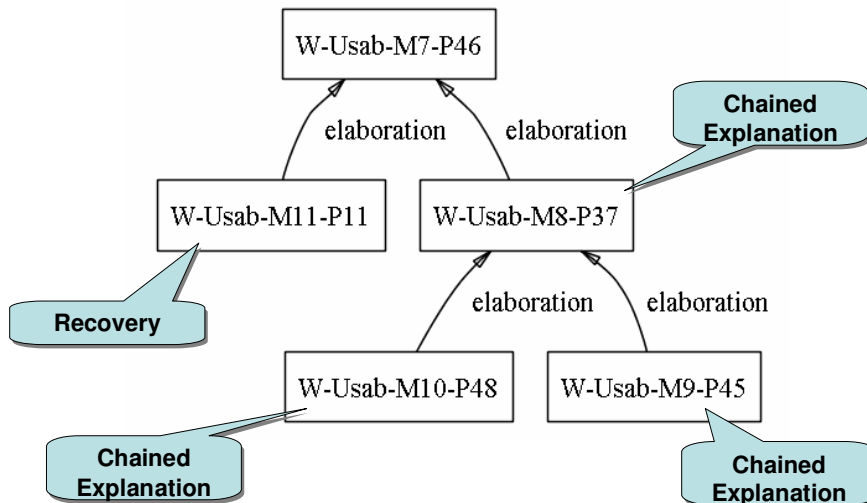 W-Usab-M7-P46
Chained
Explanation
elaboration
elaboration
W-Usab-M11-P11
W-Usab-M8-P37
Recovery
elaboration
elaboration
W-Usab-M10-P48
W-Usab-M9-P45
Chained
Explanation
Chained
Explanation